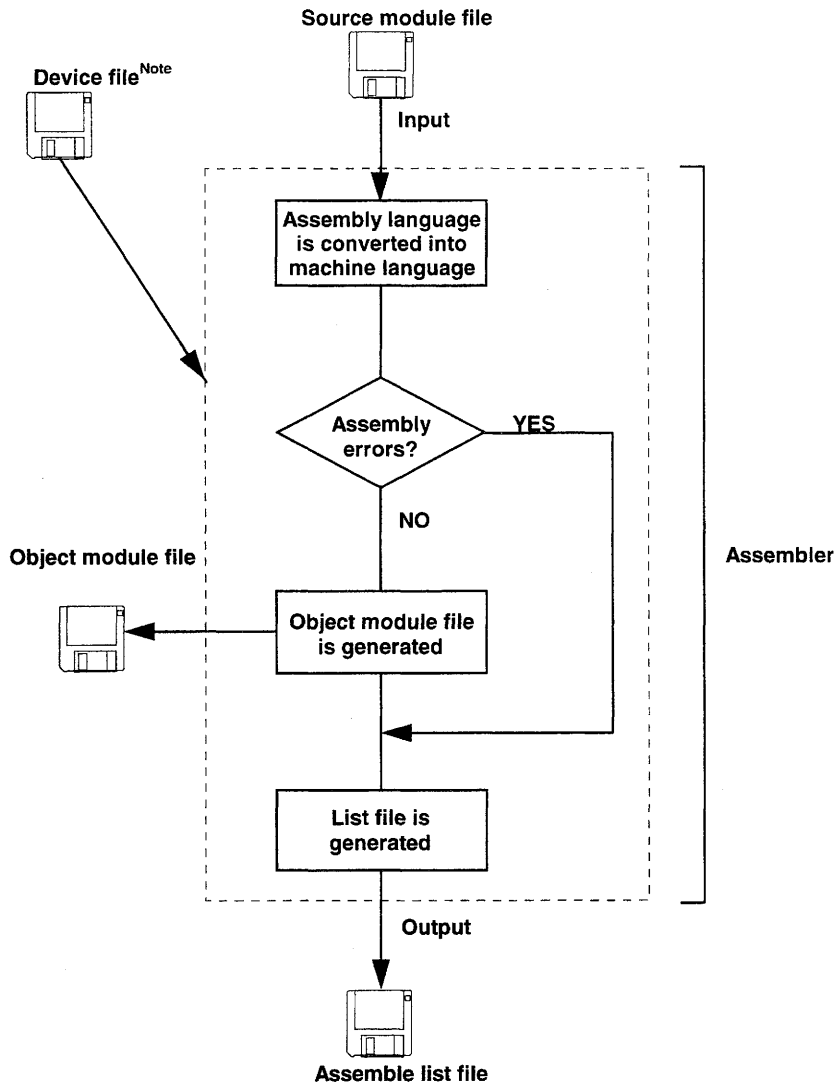 Source module file
Device file Note
Input
Assembly language
is converted into
machine language
Assembly
errors?
YES
NO
Object module file
Assembler
Object module file
is generated
List file is
generated
Output
Assemble list file